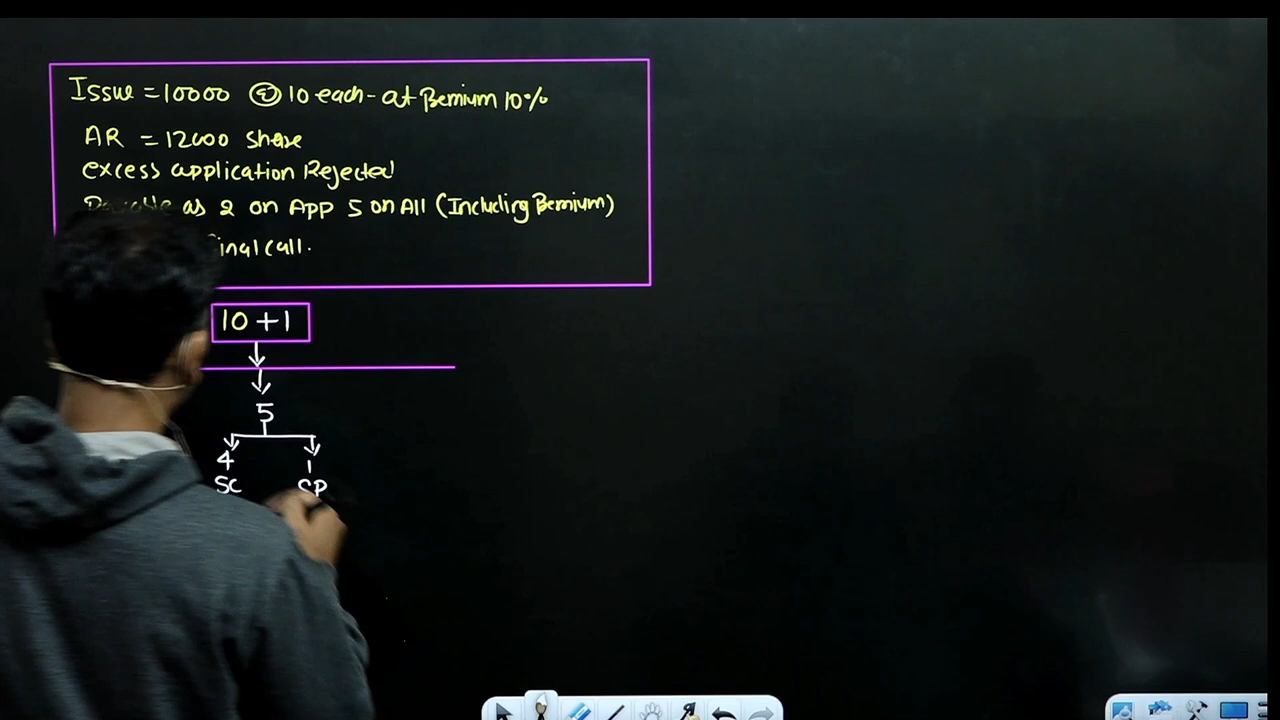 Issue = 10000 @ 10 each - at Premium 10%
AR = 12000 Share
excess application Rejected
as 2 on App 5 on All (Including Premium)
final call.
10 + 1
5
4 1
SC SP